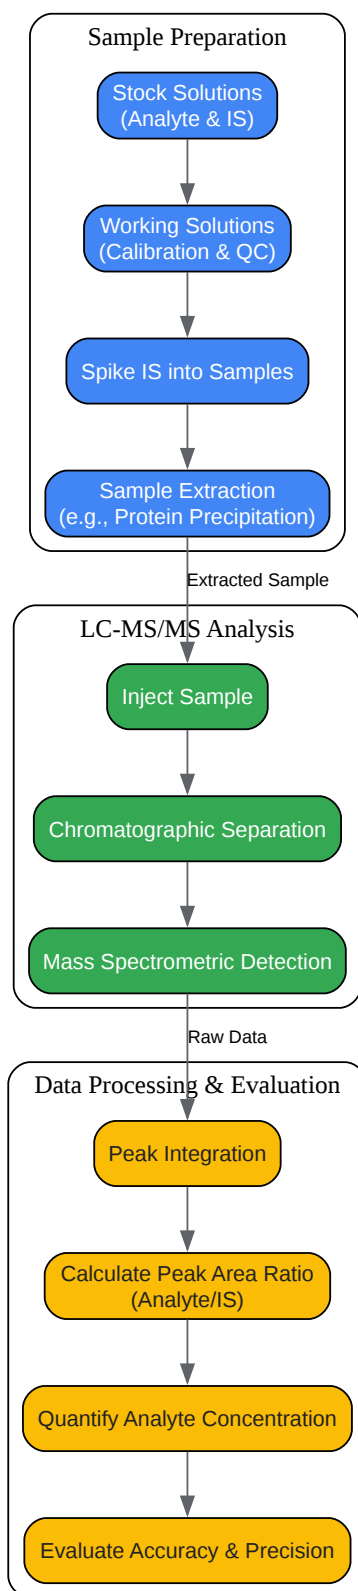 Sample Preparation
Stock Solutions
(Analyte & IS)
Working Solutions
(Calibration & QC)
Spike IS into Samples
Sample Extraction
(e.g., Protein Precipitation)
Extracted Sample
LC-MS/MS Analysis
Inject Sample
Chromatographic Separation
Mass Spectrometric Detection
Raw Data
Data Processing & Evaluation
Peak Integration
Calculate Peak Area Ratio
(Analyte/IS)
Quantify Analyte Concentration
Evaluate Accuracy & Precision